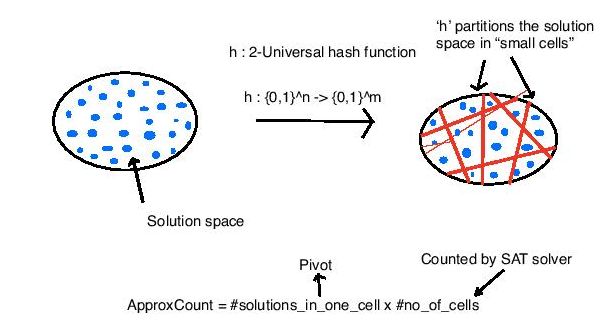 'h' partitions the solution
space in "small cells"
h : 2-Universal hash function
h : {0,1}^n -> {0,1}^m
Solution space
Pivot
Counted by SAT solver
ApproxCount = #solutions_in_one_cell x #no_of_cells